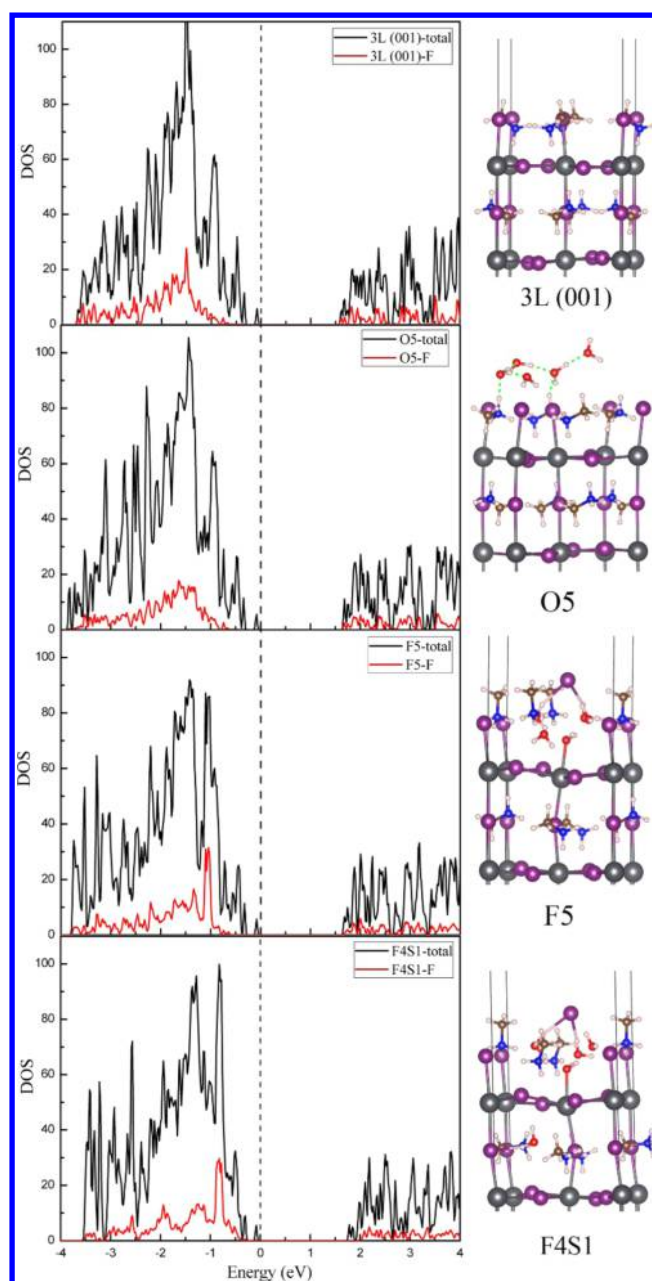 3L (001)-total
3L (001)-F
100
80
60
40
20
0
DOS
3L (001)
O5-total
O5-F
100
80
60
40
20
0
DOS
O5
F5-total
F5-F
100
80
60
40
20
0
DOS
F5
F4S1-total
F4S1-F
100
80
60
40
20
0
DOS
F4S1
-4 -3 -2 -1 0 1 2 3 4
Energy (eV)